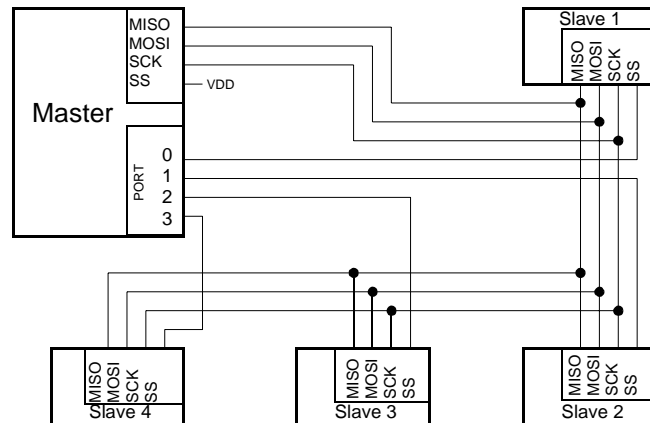 MISO
MOSI
SCK
SS
VDD
Master
PORT
0
1
2
3
Slave 1
MISO
MOSI
SCK
SS
MISO
MOSI
SCK
SS
Slave 4
MISO
MOSI
SCK
SS
Slave 3
MISO
MOSI
SCK
SS
Slave 2